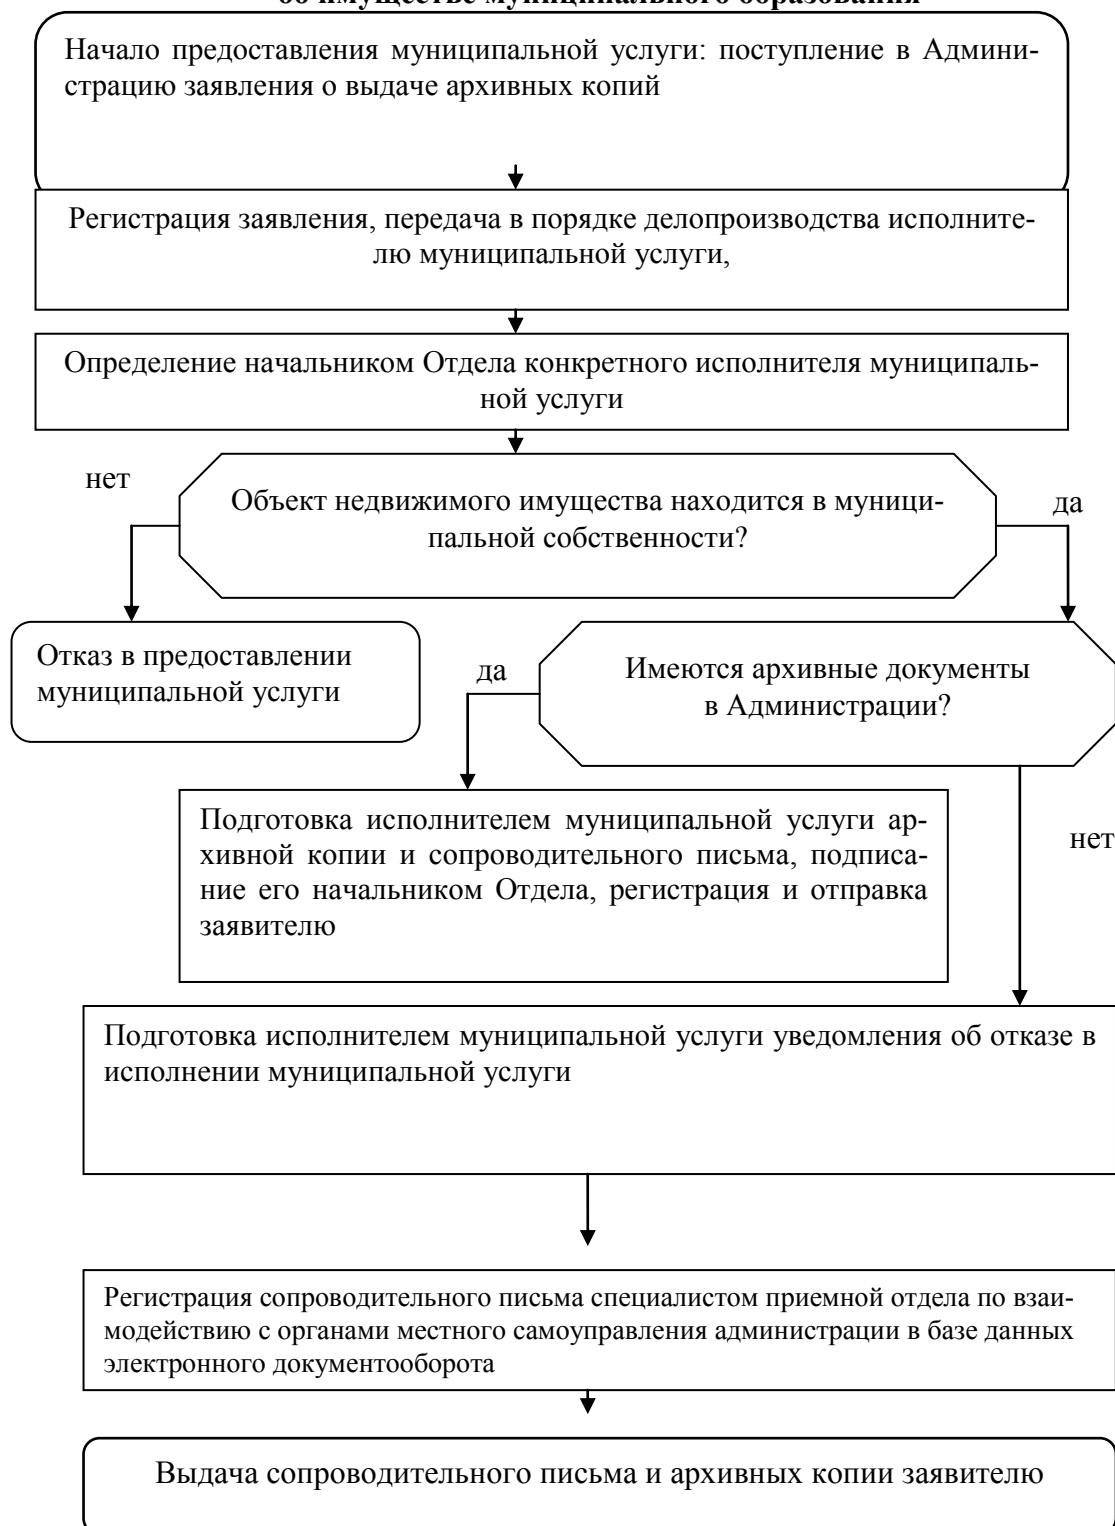 об имуществе муниципального образования
Начало предоставления муниципальной услуги: поступление в Админи-
страцию заявления о выдаче архивных копий
Регистрация заявления, передача в порядке делопроизводства исполните-
лю муниципальной услуги,
Определение начальником Отдела конкретного исполнителя муниципаль-
ной услуги
нет
Объект недвижимого имущества находится в муници-
пальной собственности?
да
Отказ в предоставлении
муниципальной услуги
да
Имеются архивные документы
в Администрации?
Подготовка исполнителем муниципальной услуги ар-
хивной копии и сопроводительного письма, подписа-
ние его начальником Отдела, регистрация и отправка
заявителю
нет
Подготовка исполнителем муниципальной услуги уведомления об отказе в
исполнении муниципальной услуги
Регистрация сопроводительного письма специалистом приемной отдела по взаи-
модействию с органами местного самоуправления администрации в базе данных
электронного документооборота
Выдача сопроводительного письма и архивных копии заявителю